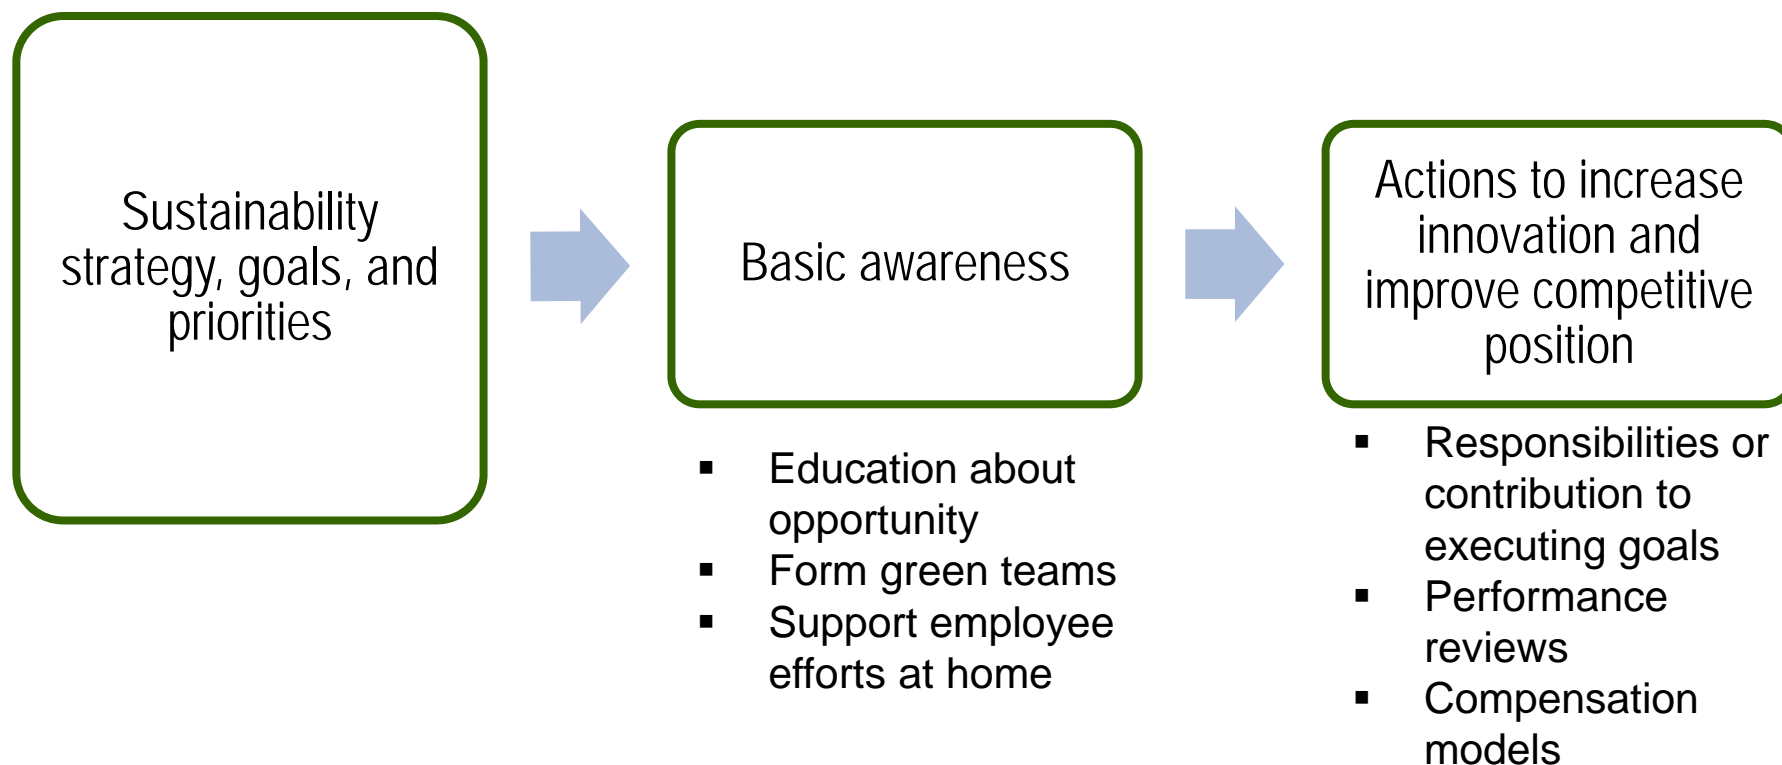 Sustainability
strategy, goals, and
priorities
Basic awareness
▪ Education about
opportunity
▪ Form green teams
▪ Support employee
efforts at home
Actions to increase
innovation and
improve competitive
position
▪ Responsibilities or
contribution to
executing goals
▪ Performance
reviews
▪ Compensation
models